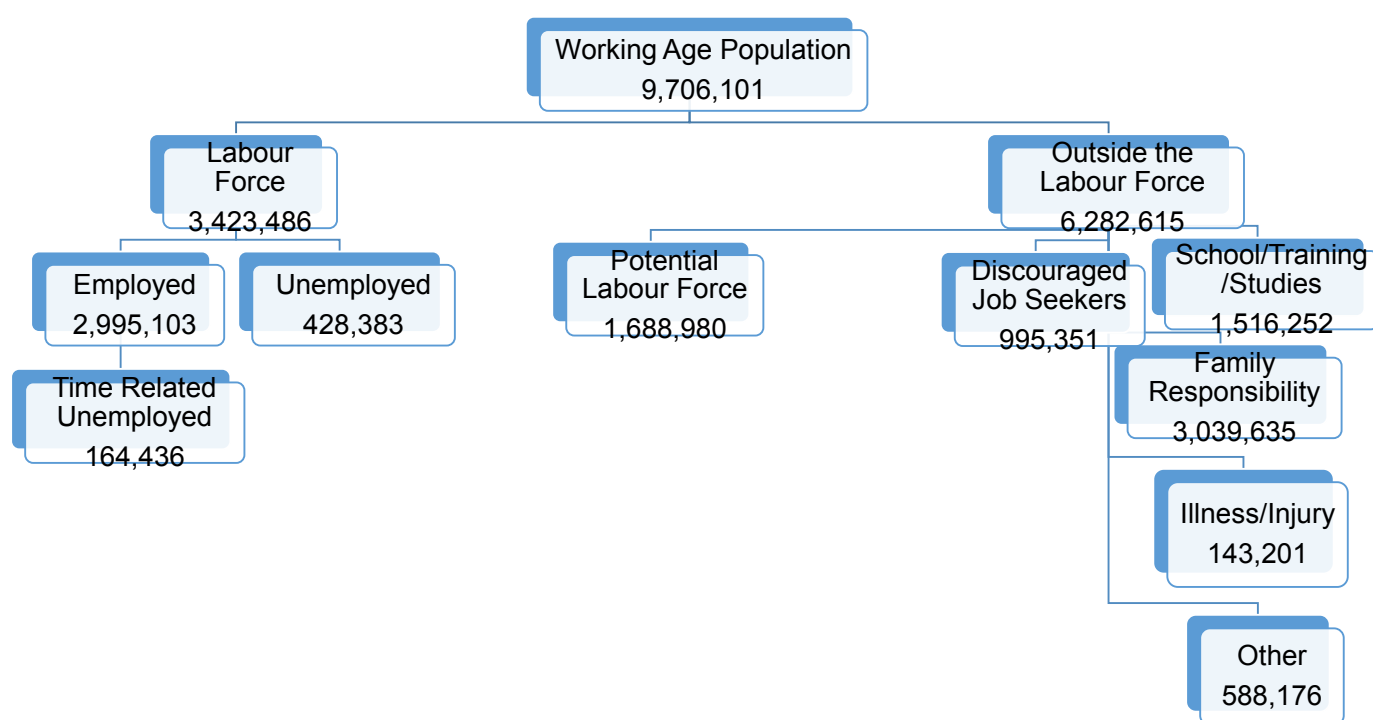 Working Age Population
9,706,101
Labour
Force
3,423,486
Outside the
Labour Force
6,282,615
Employed
2,995,103
Unemployed
428,383
Potential
Labour Force
1,688,980
Discouraged
Job Seekers
995,351
School/Training
/Studies
1,516,252
Time Related
Unemployed
164,436
Family
Responsibility
3,039,635
Illness/Injury
143,201
Other
588,176